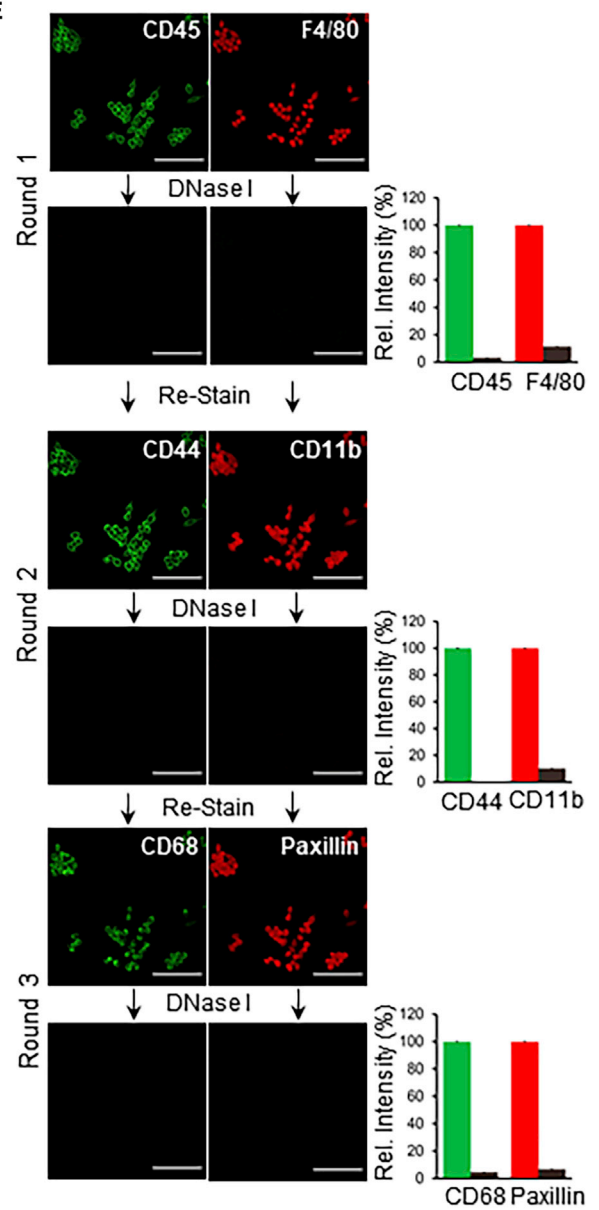 CD45 F4/80
Round 1
DNase I
Rel. Intensity (%)
120
100
80
60
40
20
0
CD45 F4/80
Re-Stain
CD44 CD11b
Round 2
DNase I
Rel. Intensity (%)
120
100
80
60
40
20
0
CD44 CD11b
Re-Stain
CD68 Paxillin
Round 3
DNase I
Rel. Intensity (%)
120
100
80
60
40
20
0
CD68 Paxillin